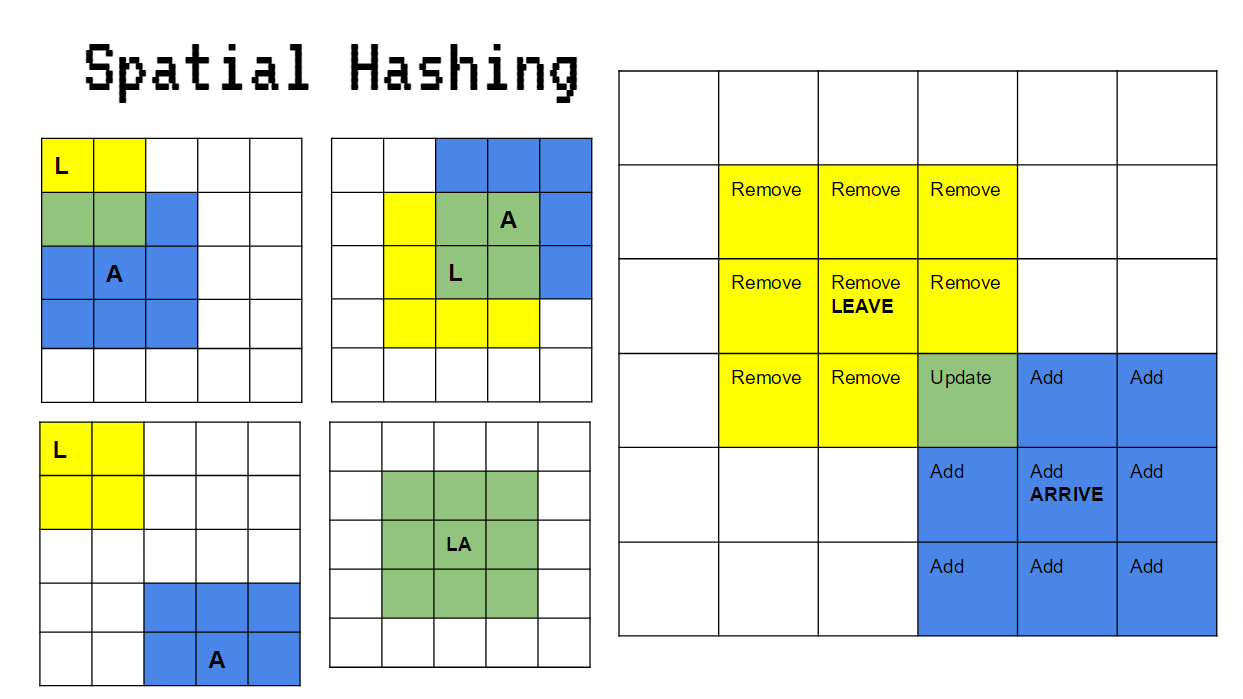 Spatial Hashing
L
A
A
L
L
A
LA
Remove Remove Remove
Remove Remove Remove
LEAVE
Remove Remove Update Add Add
Add Add Add
ARRIVE
Add Add Add